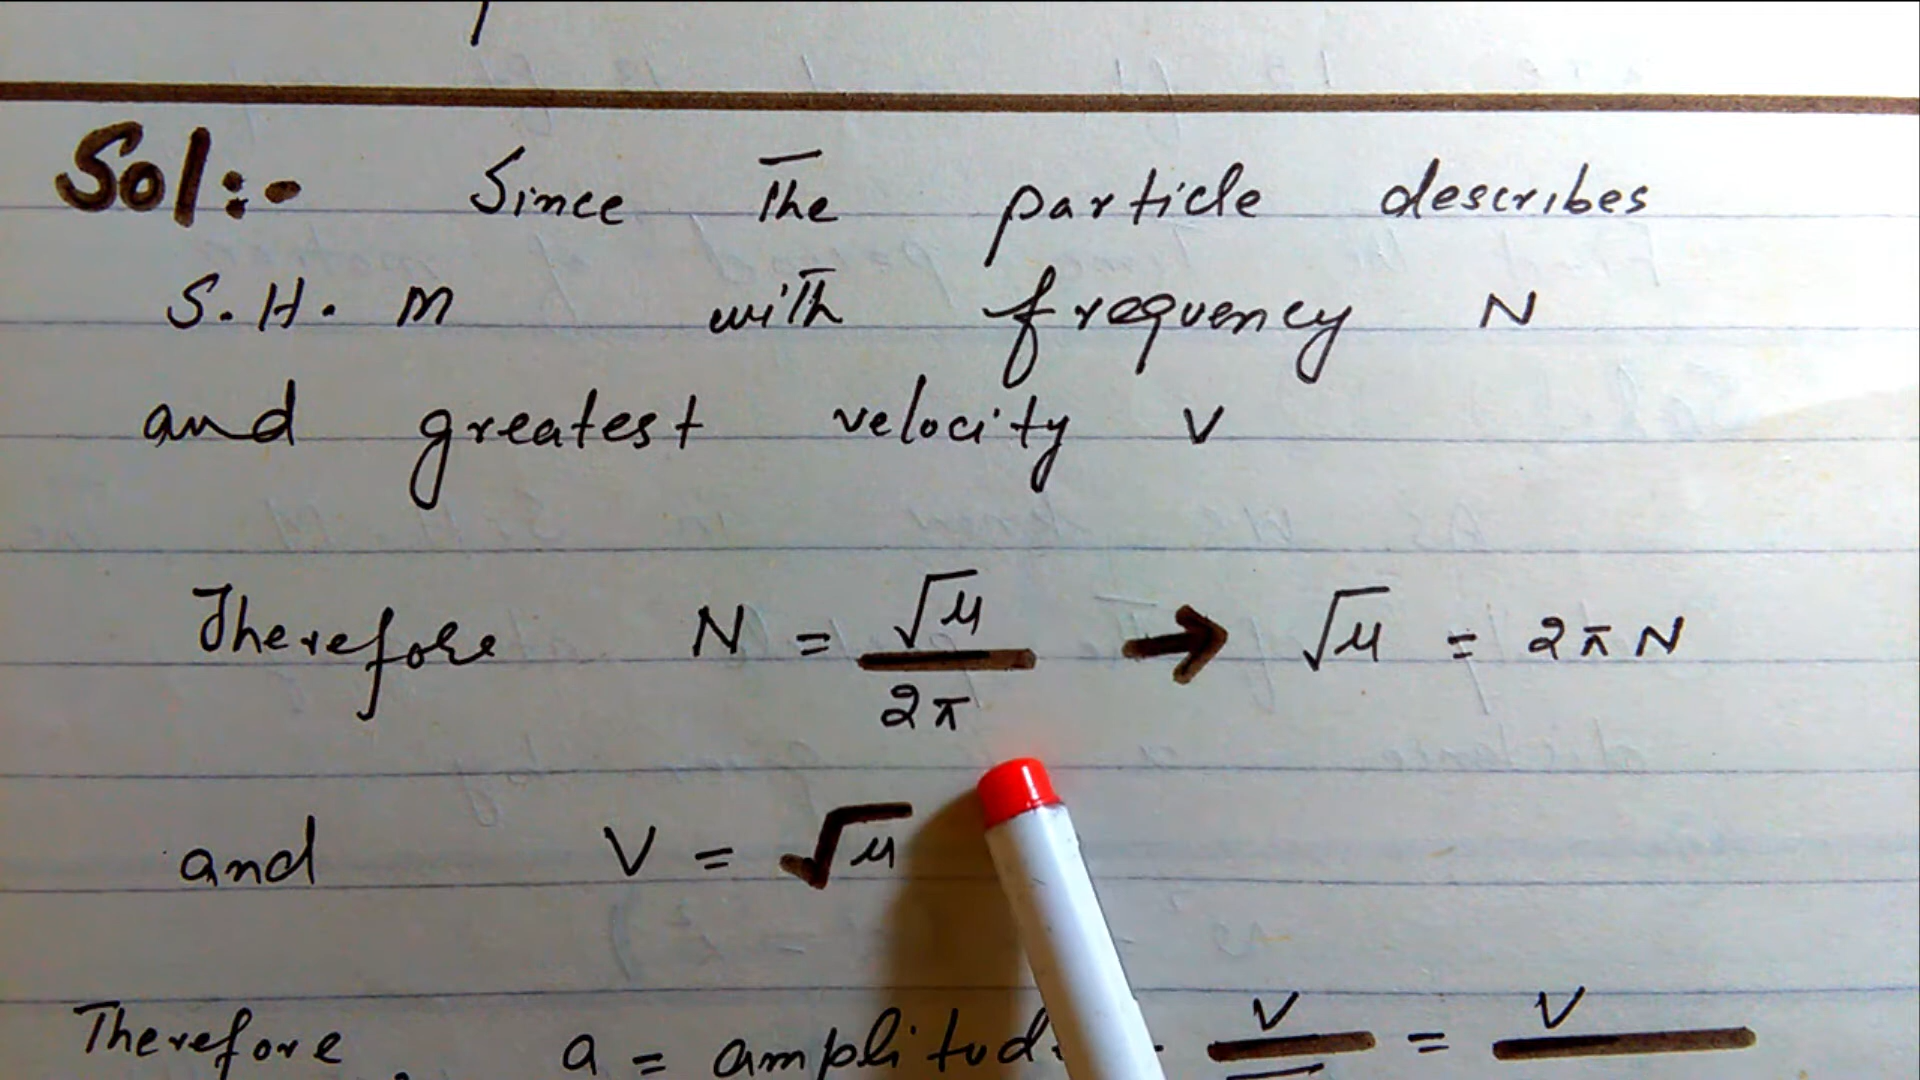 Sol:- Since the particle describes
S.H.M with frequency N
and greatest velocity V
Therefore N = √μ / 2π → √μ = 2πN
and V = √μ
Therefore a = amplitud = V = V